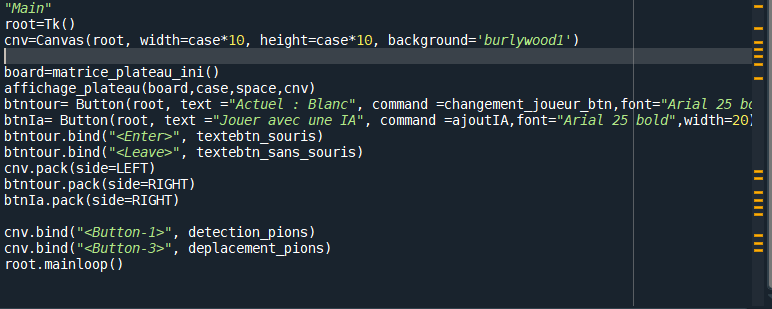 "Main"
root=Tk()
cnv=Canvas(root, width=case*10, height=case*10, background='burlywood1')
board=matrice_plateau_ini()
affichage_plateau(board,case,space,cnv)
btntour= Button(root, text ="Actuel : Blanc", command =changement_joueur_btn,font="Arial 25 bo
btnIa= Button(root, text ="Jouer avec une IA", command =ajoutIA,font="Arial 25 bold",width=20)
btntour.bind("<Enter>", textebtn_souris)
btntour.bind("<Leave>", textebtn_sans_souris)
cnv.pack(side=LEFT)
btntour.pack(side=RIGHT)
btnIa.pack(side=RIGHT)
cnv.bind("<Button-1>", detection_pions)
cnv.bind("<Button-3>", deplacement_pions)
root.mainloop()